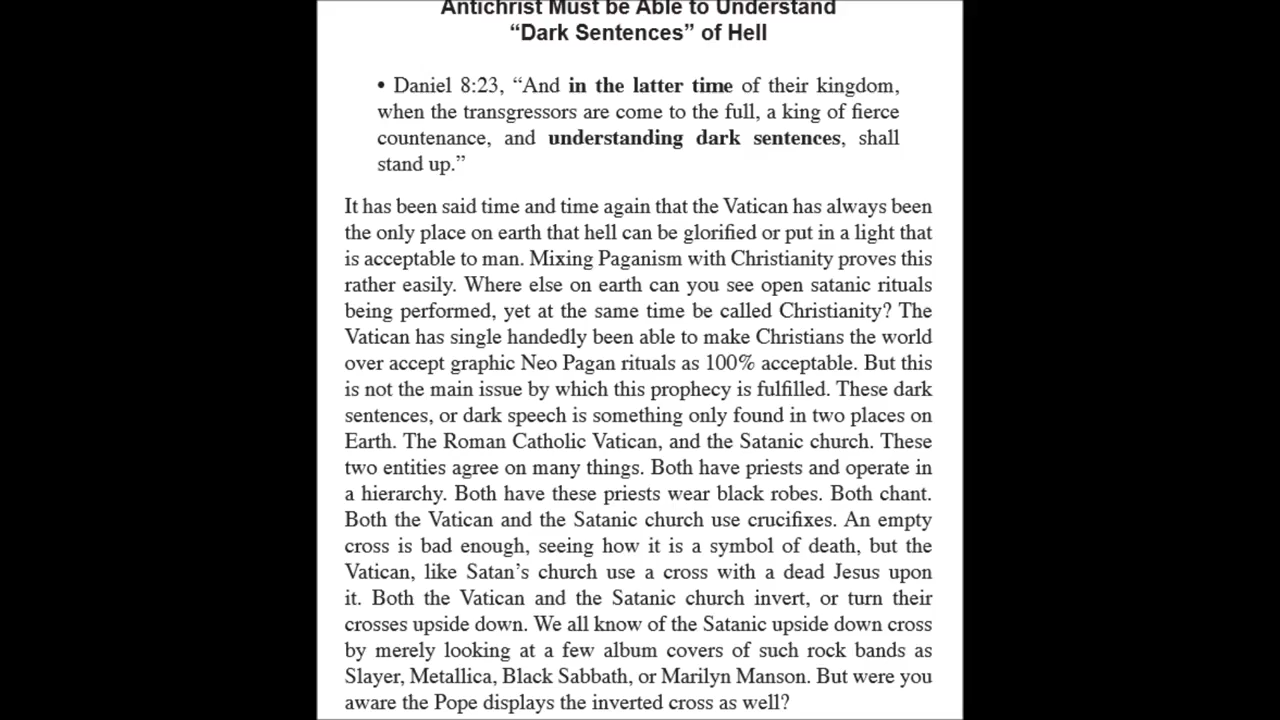 Antichrist Must be Able to Understand
“Dark Sentences” of Hell
• Daniel 8:23, “And in the latter time of their kingdom,
when the transgressors are come to the full, a king of fierce
countenance, and understanding dark sentences, shall
stand up.”
It has been said time and time again that the Vatican has always been
the only place on earth that hell can be glorified or put in a light that
is acceptable to man. Mixing Paganism with Christianity proves this
rather easily. Where else on earth can you see open satanic rituals
being performed, yet at the same time be called Christianity? The
Vatican has single handedly been able to make Christians the world
over accept graphic Neo Pagan rituals as 100% acceptable. But this
is not the main issue by which this prophecy is fulfilled. These dark
sentences, or dark speech is something only found in two places on
Earth. The Roman Catholic Vatican, and the Satanic church. These
two entities agree on many things. Both have priests and operate in
a hierarchy. Both have these priests wear black robes. Both chant.
Both the Vatican and the Satanic church use crucifixes. An empty
cross is bad enough, seeing how it is a symbol of death, but the
Vatican, like Satan’s church use a cross with a dead Jesus upon
it. Both the Vatican and the Satanic church invert, or turn their
crosses upside down. We all know of the Satanic upside down cross
by merely looking at a few album covers of such rock bands as
Slayer, Metallica, Black Sabbath, or Marilyn Manson. But were you
aware the Pope displays the inverted cross as well?